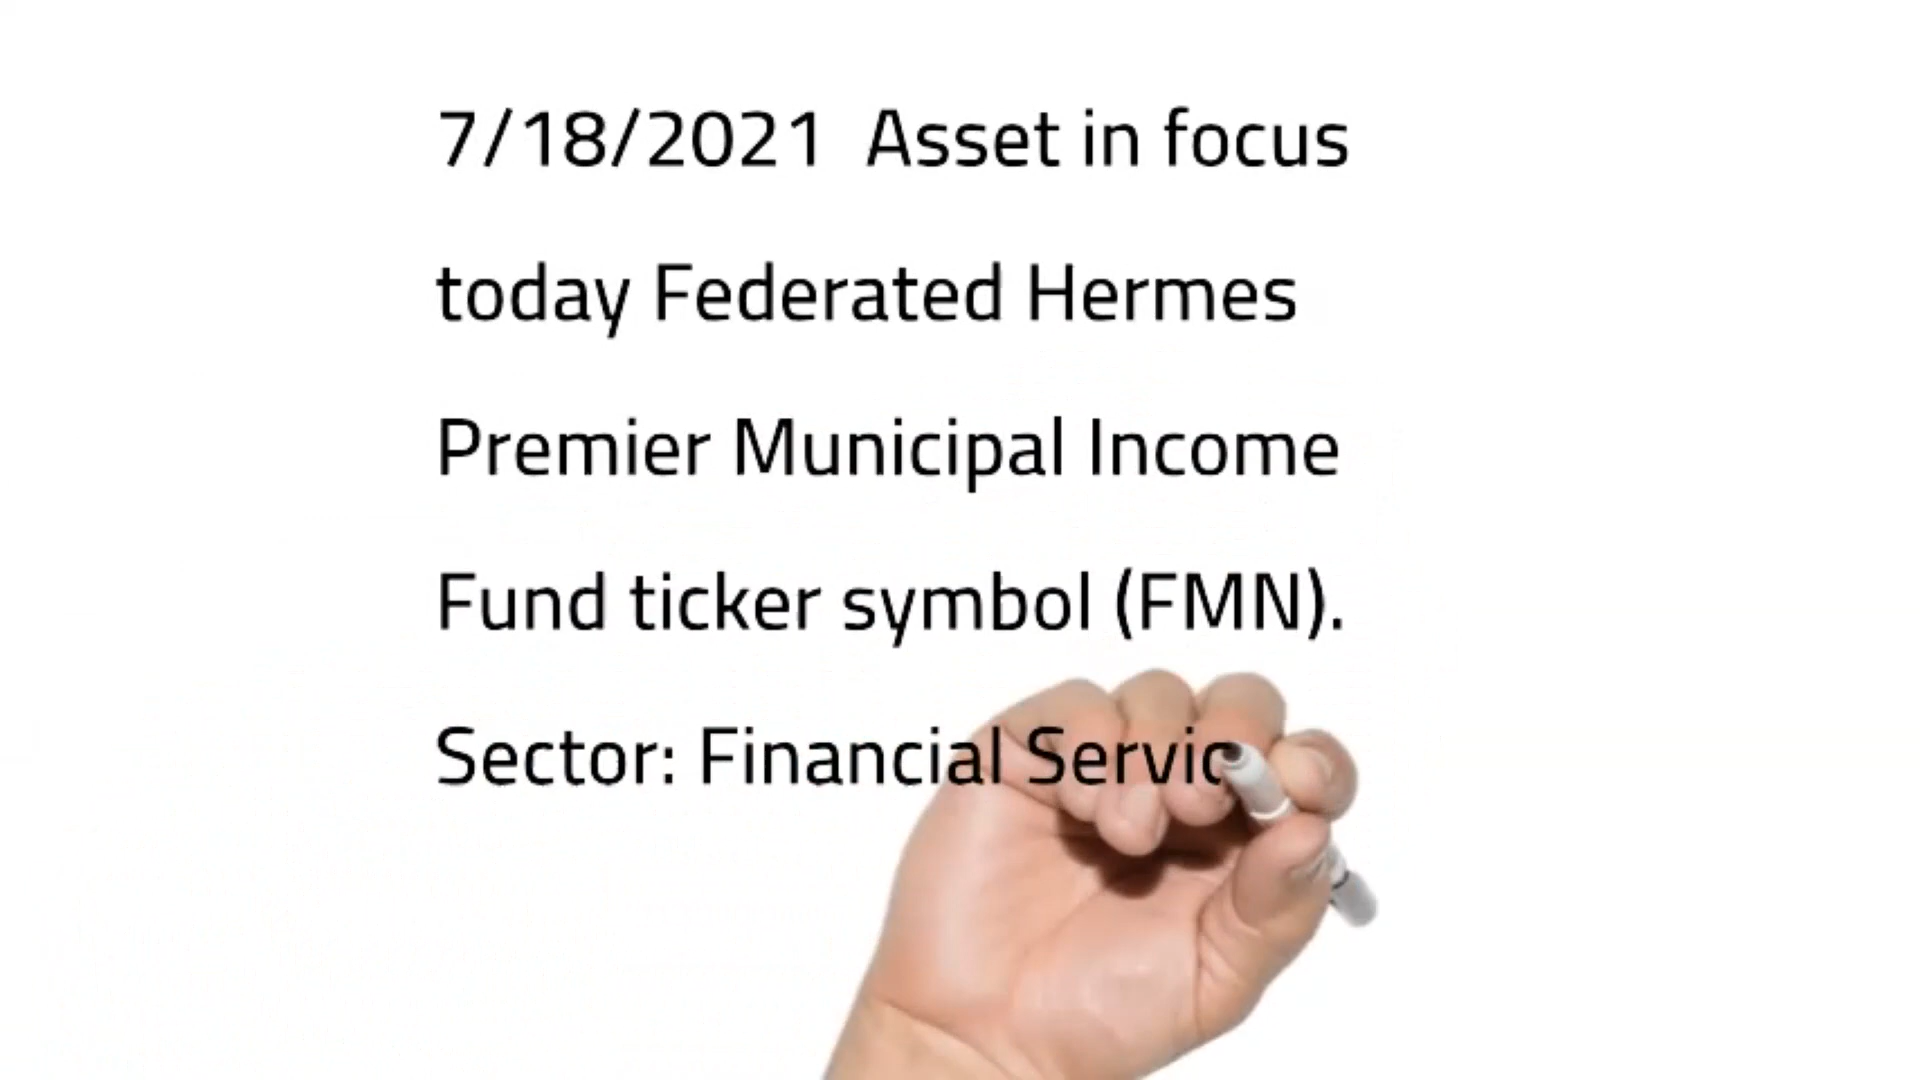 7/18/2021 Asset in focus
today Federated Hermes
Premier Municipal Income
Fund ticker symbol (FMN).
Sector: Financial Servic